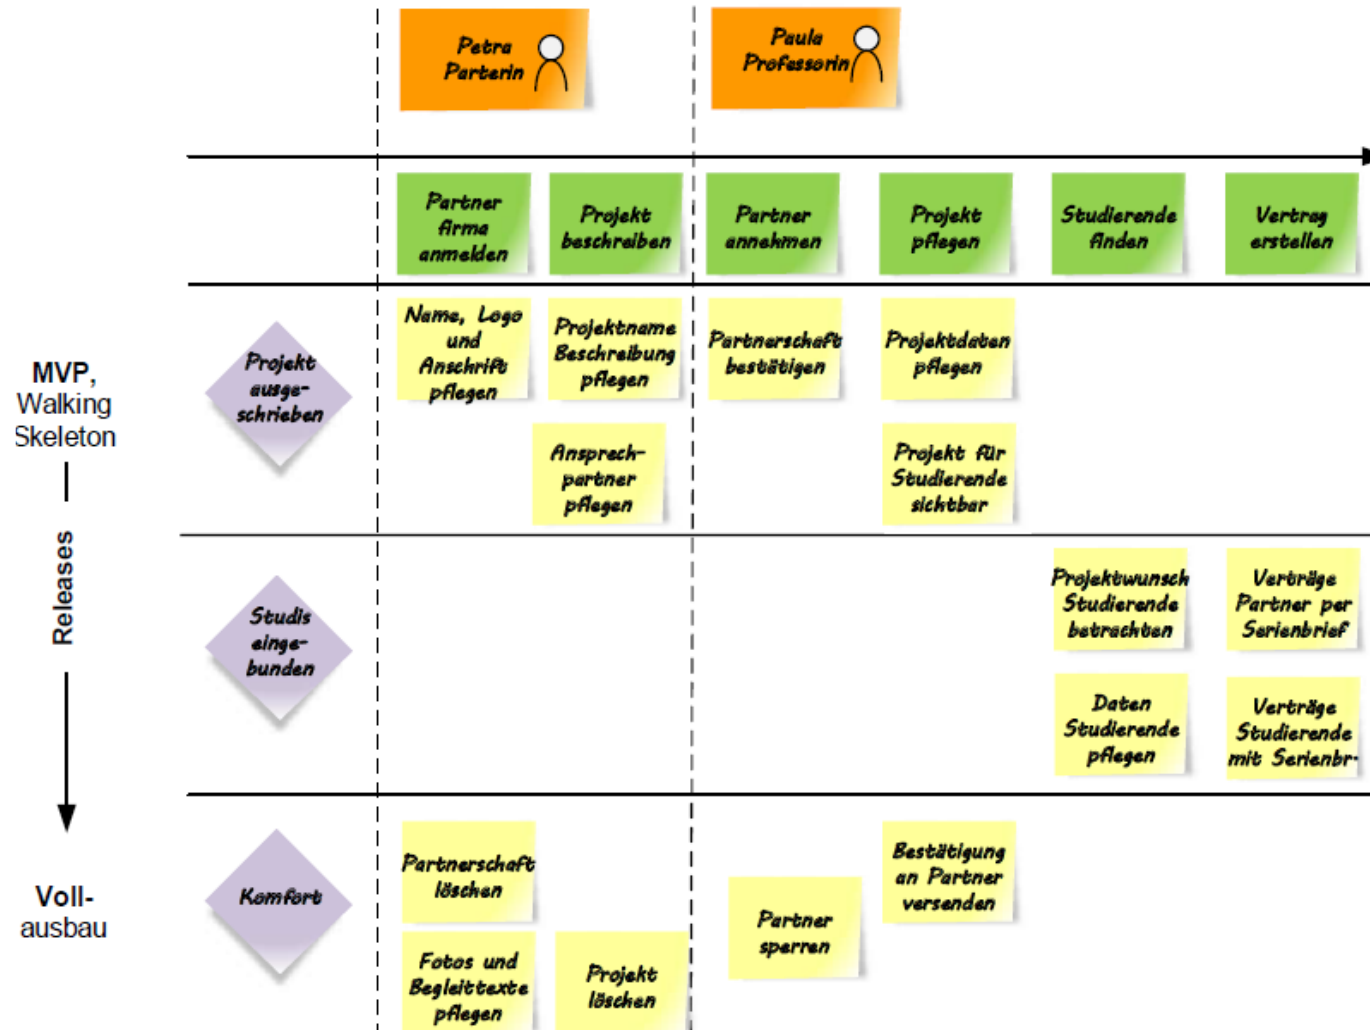 Petra
Parterin
Paula
Professorin
Partner
firma
anmelden
Projekt
beschreiben
Partner
annehmen
Projekt
pflegen
Studierende
finden
Vertrag
erstellen
MVP,
Walking
Skeleton
Releases
Voll-
ausbau
Projekt
ausge-
schrieben
Name, Logo
und
Anschrift
pflegen
Projektname
Beschreibung
pflegen
Partnerschaft
bestätigen
Projektdaten
pflegen
Ansprech-
partner
pflegen
Projekt für
Studierende
sichtbar
Studis
einge-
bunden
Projektwunsch
Studierende
betrachten
Verträge
Partner per
Serienbrief
Daten
Studierende
pflegen
Verträge
Studierende
mit Serienbr-
Komfort
Partnerschaft
löschen
Fotos und
Begleittexte
pflegen
Projekt
löschen
Partner
sperren
Bestätigung
an Partner
versenden